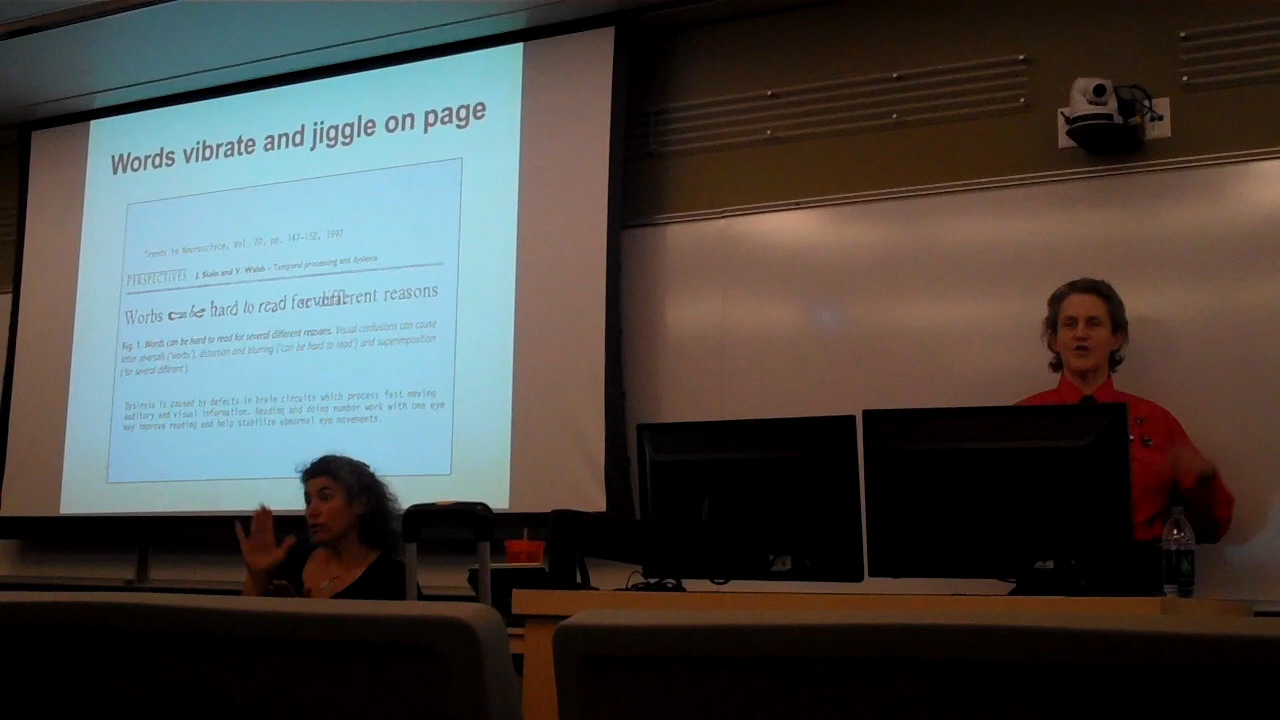 Words vibrate and jiggle on page
Trends in Neuroscience, Vol. 20, pp. 147-152, 1997
PERSPECTIVES J. Stein and V. Walsh – Temporal processing and dyslexia
Worbs can be hard to read for several different reasons
Fig. 1. Words can be hard to read for several different reasons. Visual confusions can cause
letter reversals ('worbs'), distortion and blurring ('can be hard to read') and superimposition
('for several different').
Dyslexia is caused by defects in brain circuits which process fast moving
auditory and visual information. Reading and doing number work with one eye
may improve reading and help stabilize abnormal eye movements.